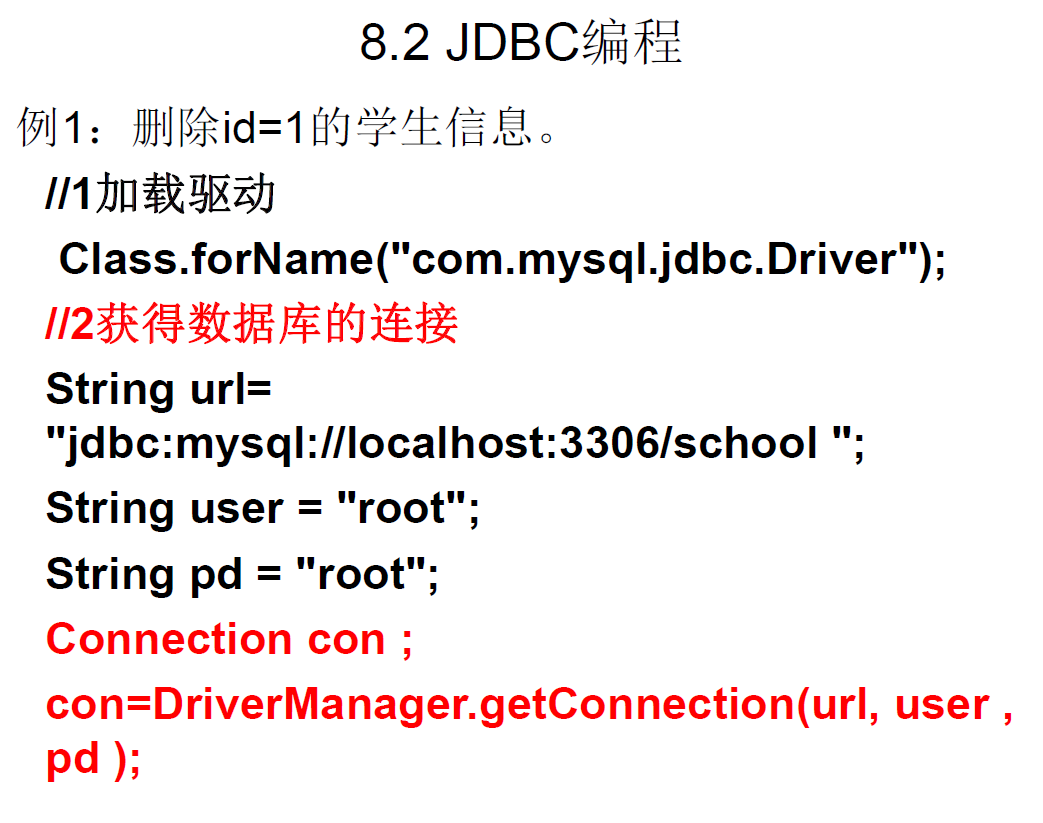 8.2 JDBC编程
例1：删除id=1的学生信息。
//1加载驱动
Class.forName("com.mysql.jdbc.Driver");
//2获得数据库的连接
String url=
"jdbc:mysql://localhost:3306/school ";
String user = "root";
String pd = "root";
Connection con ;
con=DriverManager.getConnection(url, user ,
pd );